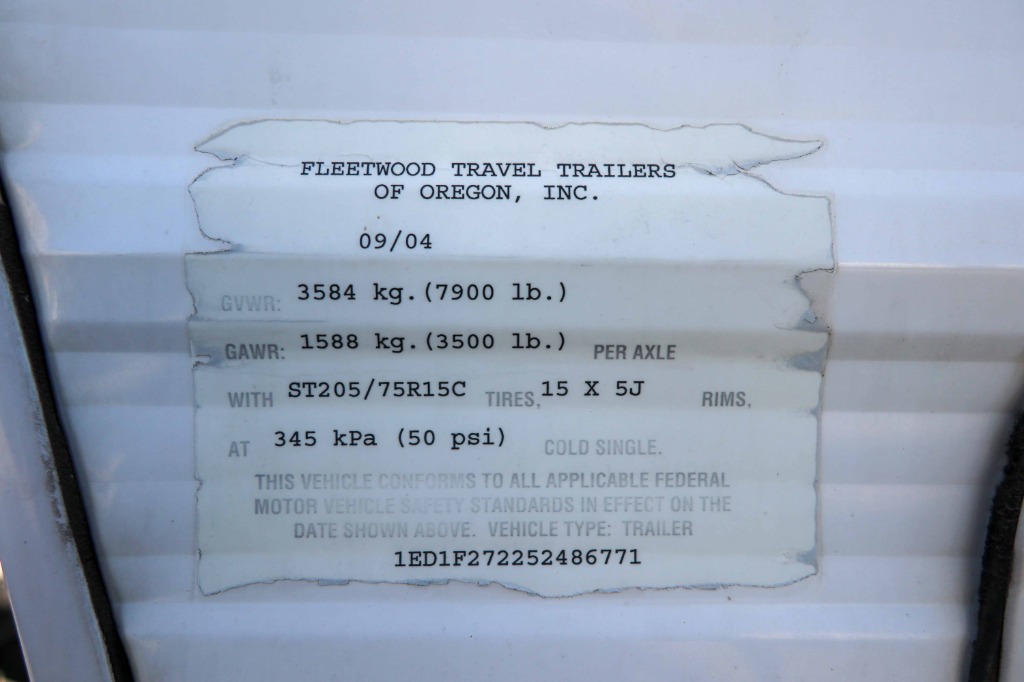 FLEETWOOD TRAVEL TRAILERS
OF OREGON, INC.
09/04
GVWR: 3584 kg.(7900 lb.)
GAWR: 1588 kg.(3500 lb.) PER AXLE
WITH ST205/75R15C TIRES, 15 X 5J RIMS,
AT 345 kPa (50 psi) COLD SINGLE.
THIS VEHICLE CONFORMS TO ALL APPLICABLE FEDERAL
MOTOR VEHICLE SAFETY STANDARDS IN EFFECT ON THE
DATE SHOWN ABOVE. VEHICLE TYPE: TRAILER
1ED1F272252486771